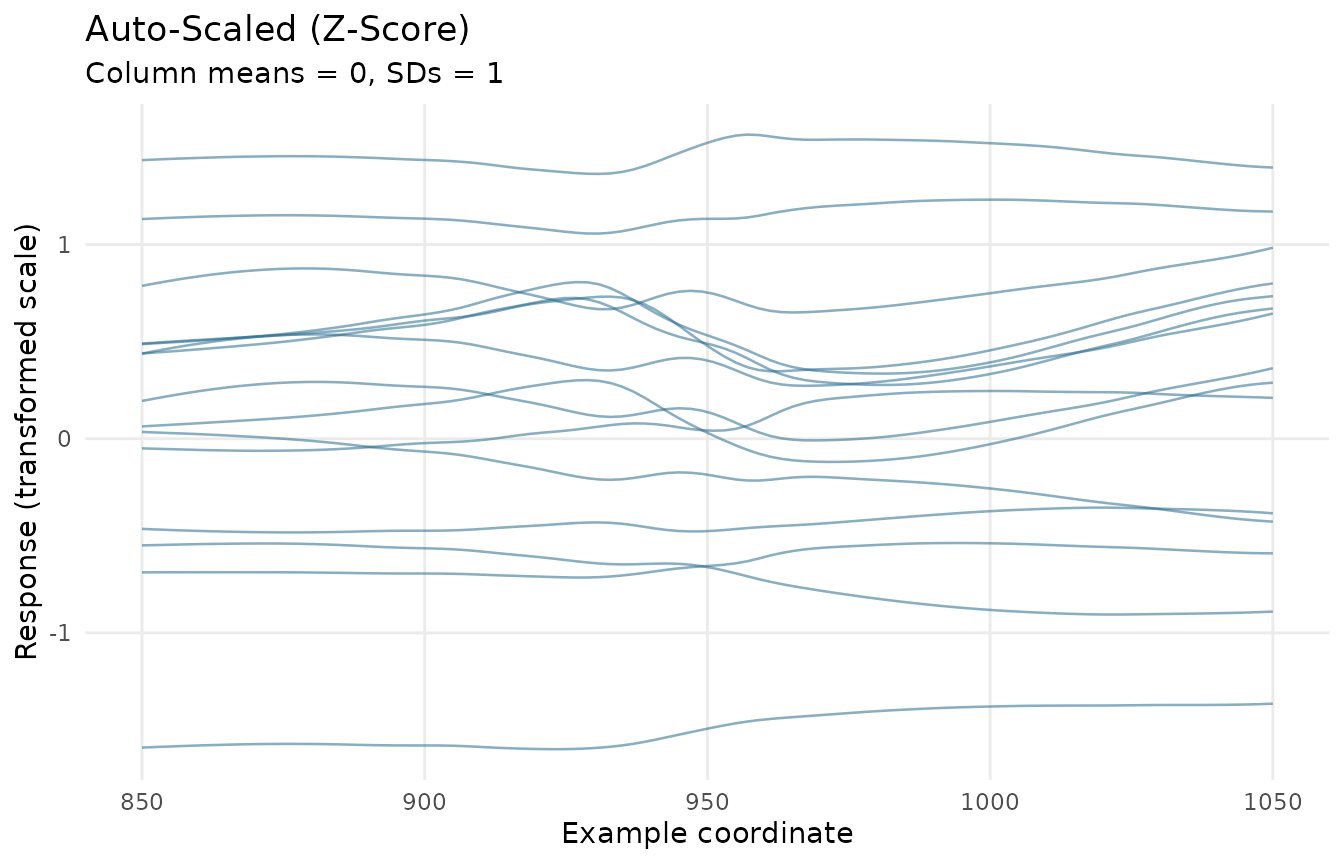 Auto-Scaled (Z-Score)
Column means = 0, SDs = 1
Response (transformed scale)
1
0
-1
850
900
950
1000
1050
Example coordinate